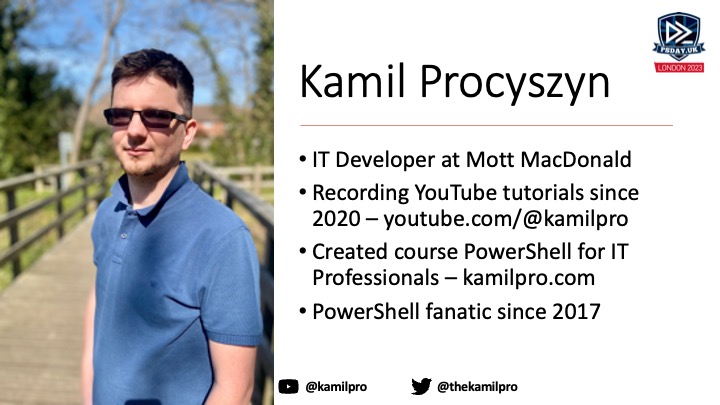 PSDAY.UK
LONDON 2023
Kamil Procyszyn
• IT Developer at Mott MacDonald
• Recording YouTube tutorials since
2020 – youtube.com/@kamilpro
• Created course PowerShell for IT
Professionals – kamilpro.com
• PowerShell fanatic since 2017
@kamilpro
@thekamilpro